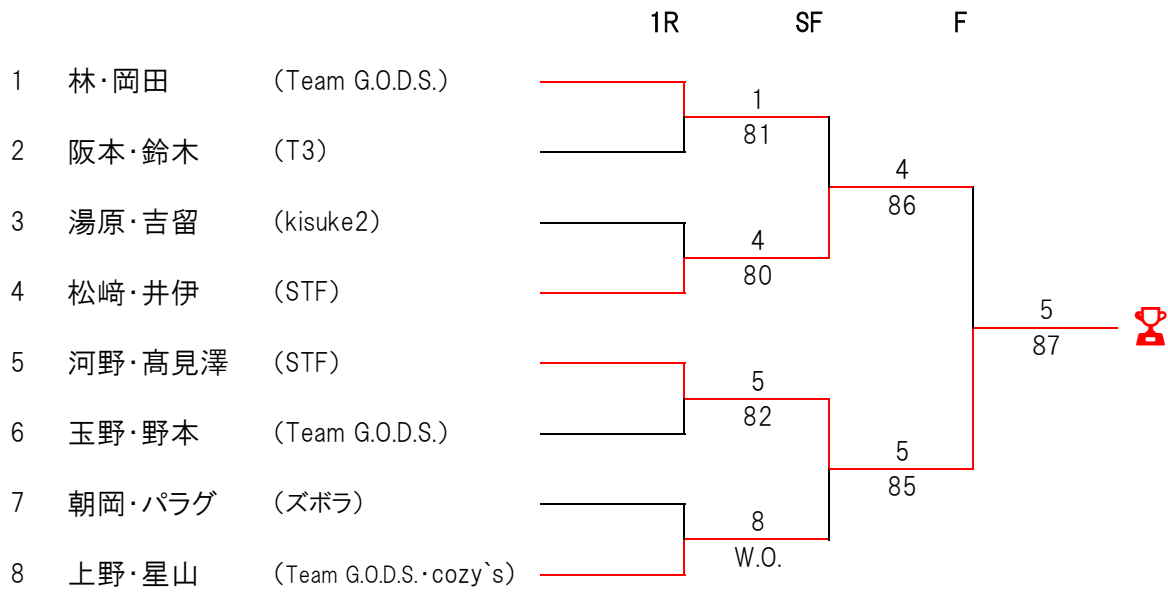 1R SF F
1 林・岡田 (Team G.O.D.S.)
1
81
2 阪本・鈴木 (T3)
4
86
3 湯原・吉留 (kisuke2)
4
80
4 松﨑・井伊 (STF)
5
87
5 河野・髙見澤 (STF)
5
82
6 玉野・野本 (Team G.O.D.S.)
5
85
7 朝岡・パラグ (ズボラ)
8
W.O.
8 上野・星山 (Team G.O.D.S.・cozy`s)